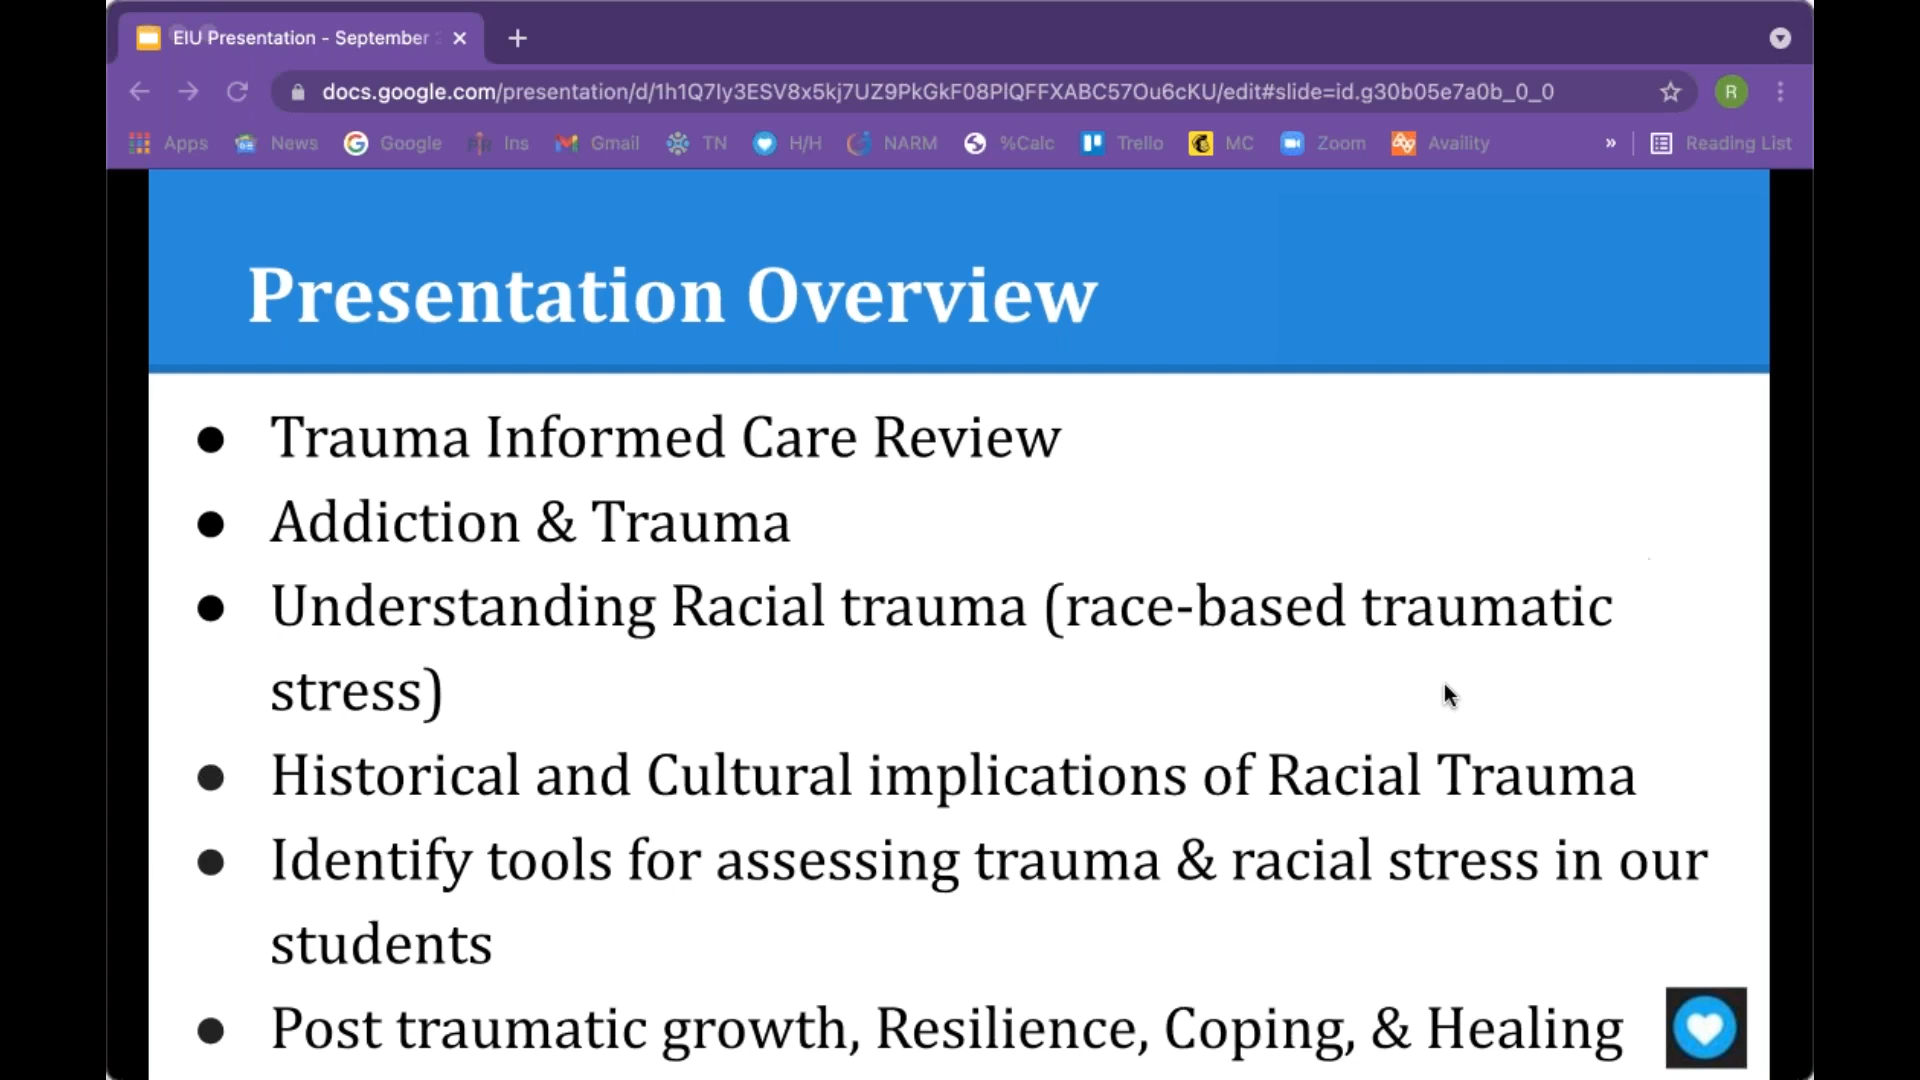 EIU Presentation - September
docs.google.com/presentation/d/1h1Q7Iy3ESV8x5kj7UZ9PkGkF08PlQFFXABC57Ou6cKU/edit#slide=id.g30b05e7a0b_0_0
R
Apps News Google Ins Gmail TN H/H NARM %Calc Trello MC Zoom Availity » Reading List
Presentation Overview
● Trauma Informed Care Review
● Addiction & Trauma
● Understanding Racial trauma (race-based traumatic
stress)
● Historical and Cultural implications of Racial Trauma
● Identify tools for assessing trauma & racial stress in our
students
● Post traumatic growth, Resilience, Coping, & Healing